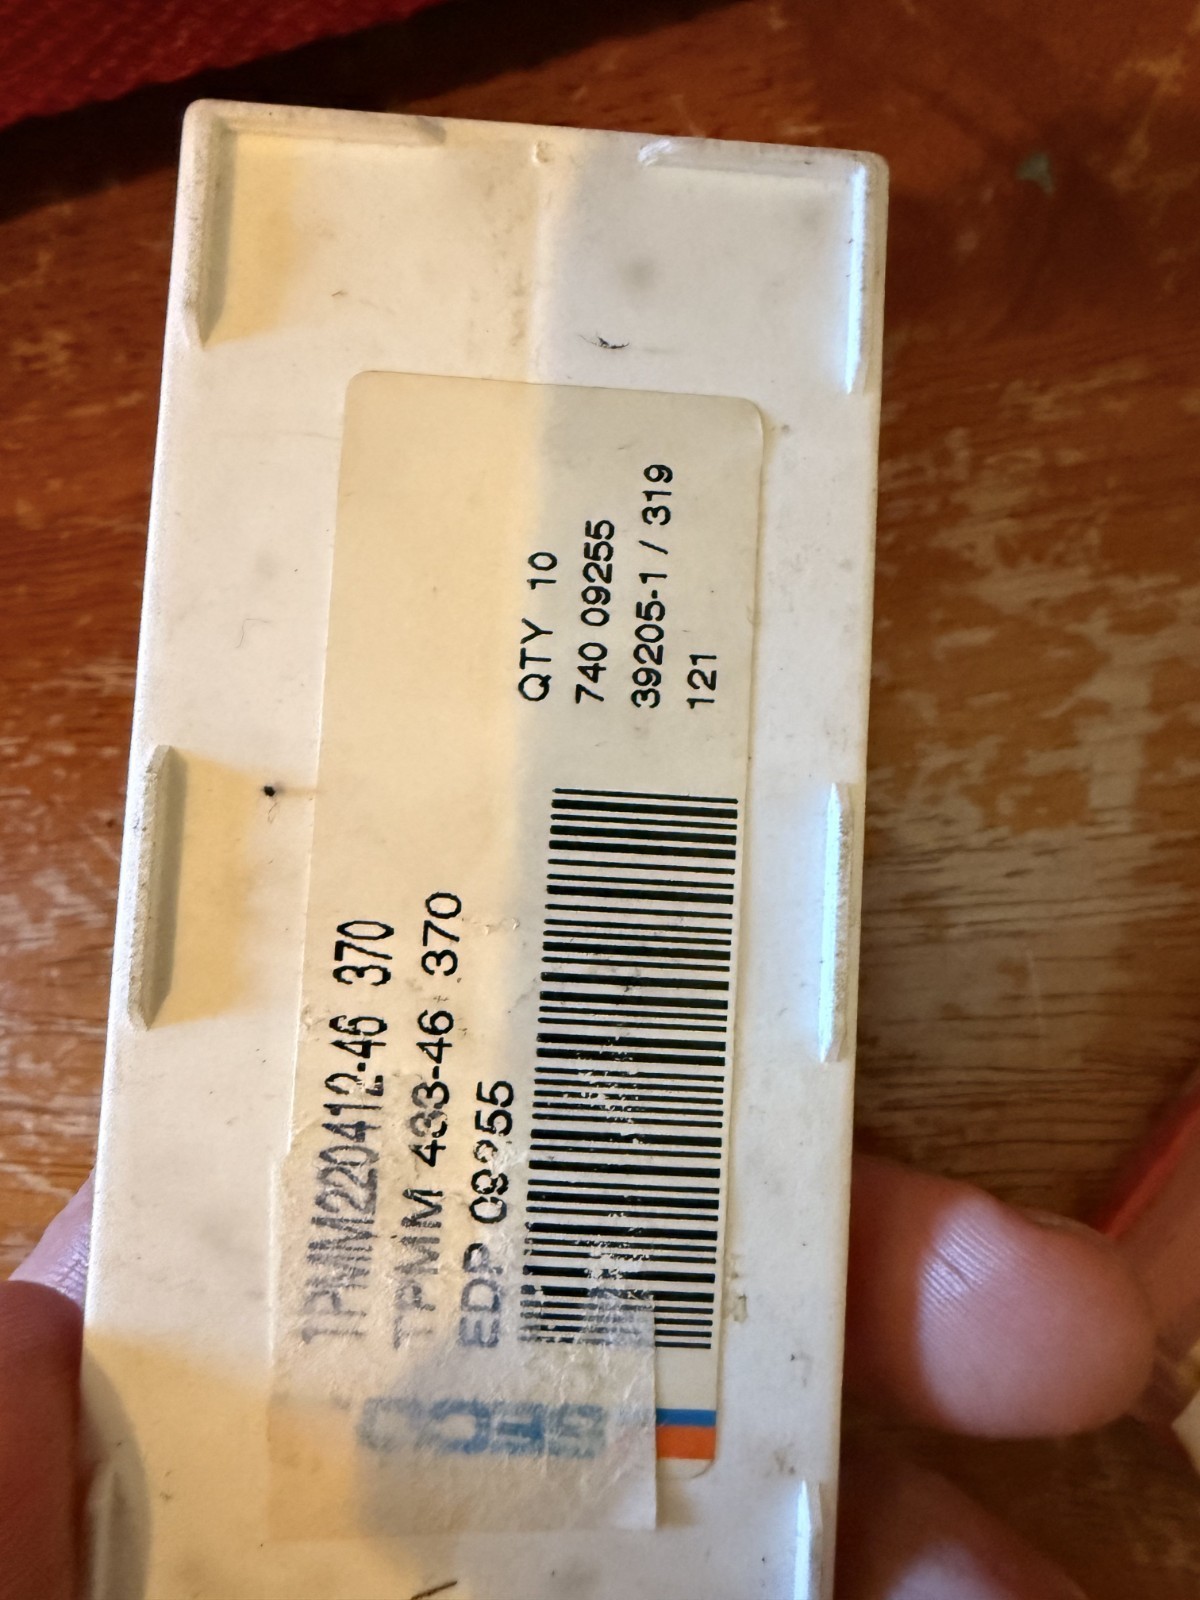 TPMM220412-46 370
TPMM 433-46 370
EDP 09255
QTY 10
740 09255
39205-1 / 319
121